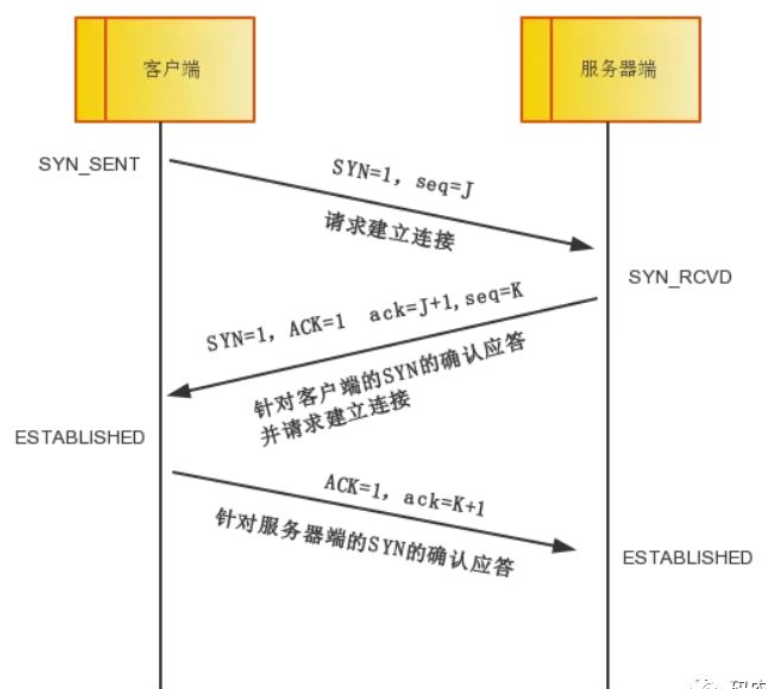 客户端
服务器端
SYN_SENT
SYN=1, seq=J
请求建立连接
SYN_RCVD
SYN=1, ACK=1 ack=J+1,seq=K
针对客户端的SYN的确认应答
并请求建立连接
ESTABLISHED
ACK=1, ack=K+1
针对服务器端的SYN的确认应答
ESTABLISHED